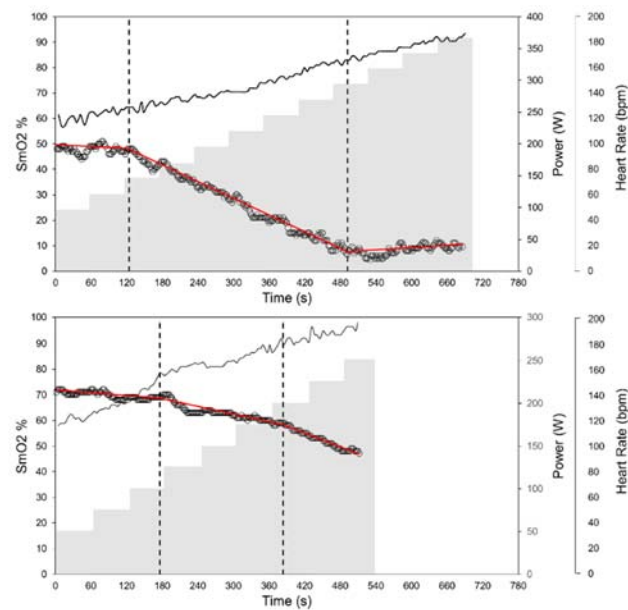 100 90 80 70 60 50 40 30 20 10 0
SmO2 %
0 60 120 180 240 300 360 420 480 540 600 660 720 780
Time (s)
400 350 300 250 200 150 100 50 0
Power (W)
200 180 160 140 120 100 80 60 40 20 0
Heart Rate (bpm)
100 90 80 70 60 50 40 30 20 10 0
SmO2 %
0 60 120 180 240 300 360 420 480 540 600 660 720 780
Time (s)
300 250 200 150 100 50 0
Power (W)
200 180 160 140 120 100 80 60 40 20 0
Heart Rate (bpm)